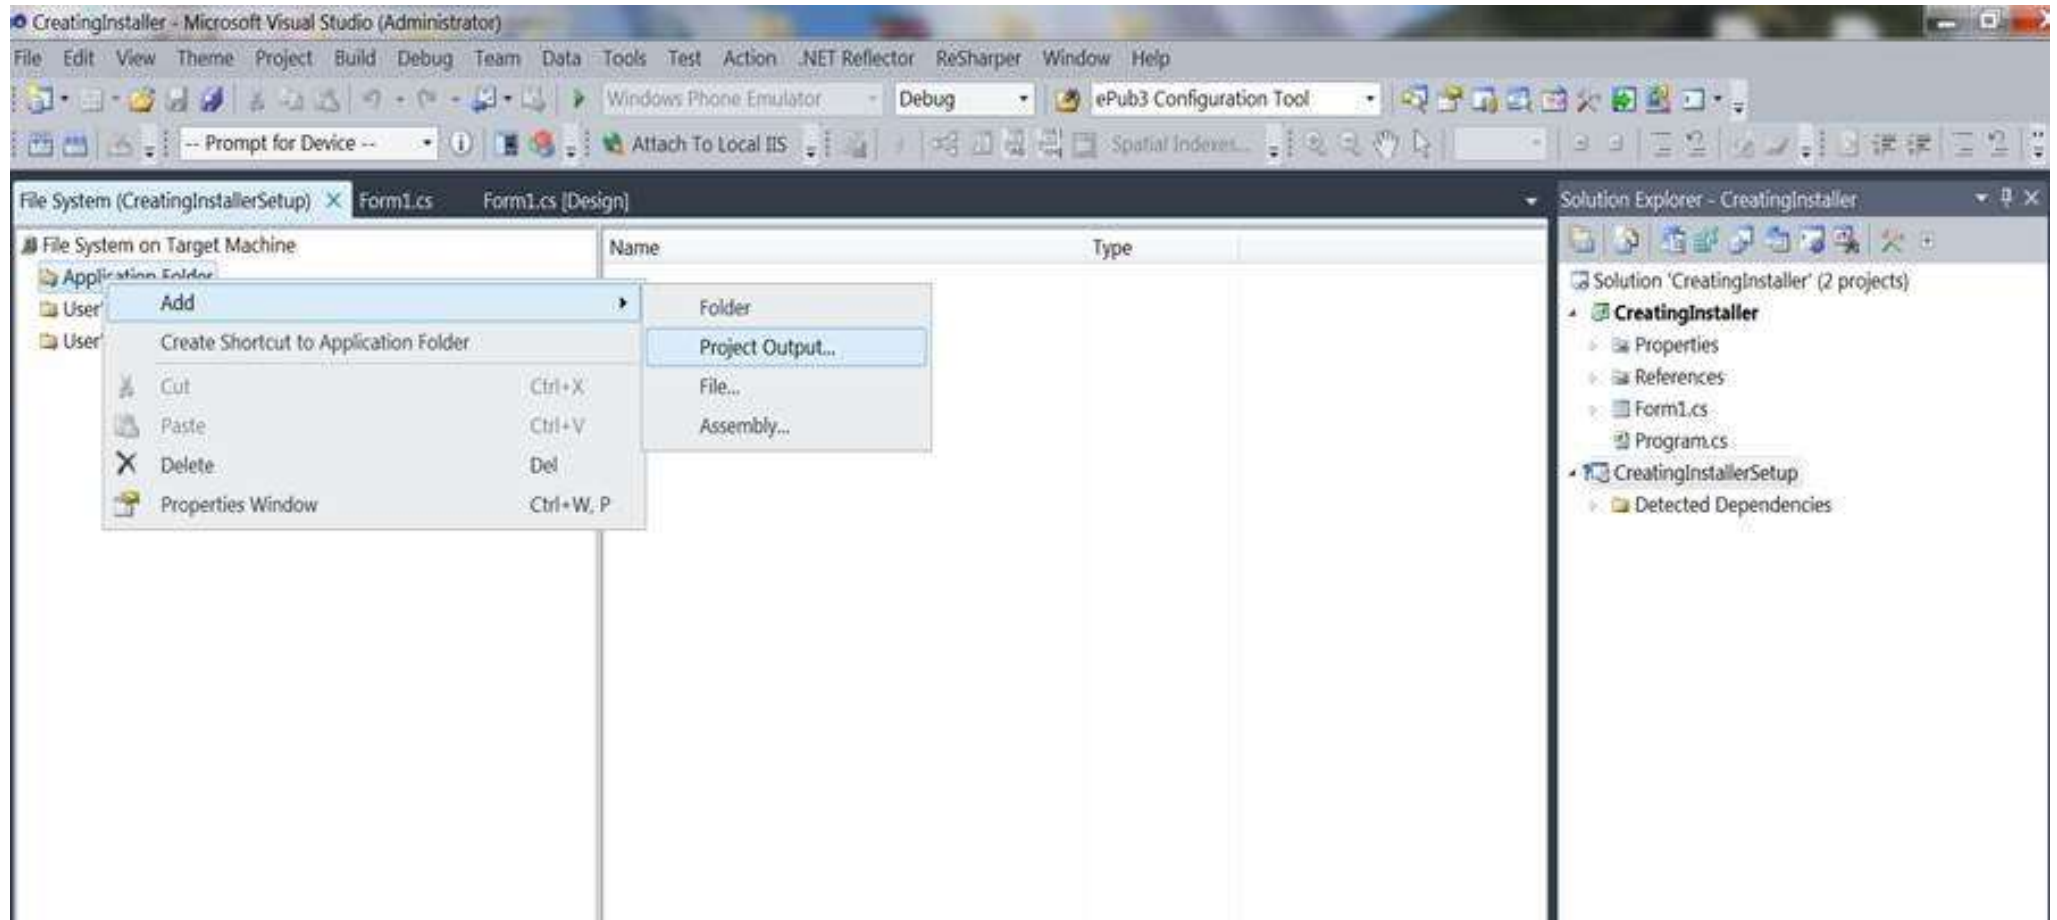 CreatingInstaller - Microsoft Visual Studio (Administrator)
File Edit View Theme Project Build Debug Team Data Tools Test Action .NET Reflector ReSharper Window Help
Windows Phone Emulator Debug ePub3 Configuration Tool
-- Prompt for Device -- Attach To Local IIS Spatial Indexes...
File System (CreatingInstallerSetup) Form1.cs Form1.cs [Design]
Solution Explorer - CreatingInstaller
File System on Target Machine
Name Type
Application Folder
User'
User'
Add
Create Shortcut to Application Folder
Cut Ctrl+X
Paste Ctrl+V
Delete Del
Properties Window Ctrl+W, P
Folder
Project Output...
File...
Assembly...
Solution 'CreatingInstaller' (2 projects)
CreatingInstaller
Properties
References
Form1.cs
Program.cs
CreatingInstallerSetup
Detected Dependencies